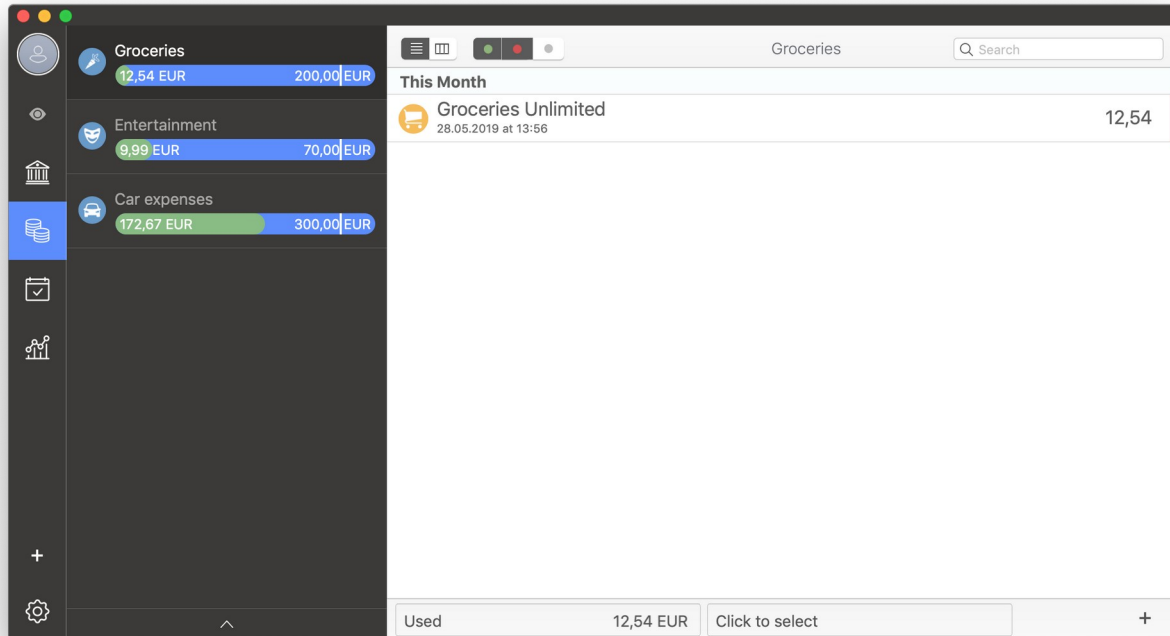 Groceries
12,54 EUR 200,00 EUR
Entertainment
9,99 EUR 70,00 EUR
Car expenses
172,67 EUR 300,00 EUR
Groceries
Search
This Month
Groceries Unlimited
28.05.2019 at 13:56
12,54
Used 12,54 EUR
Click to select